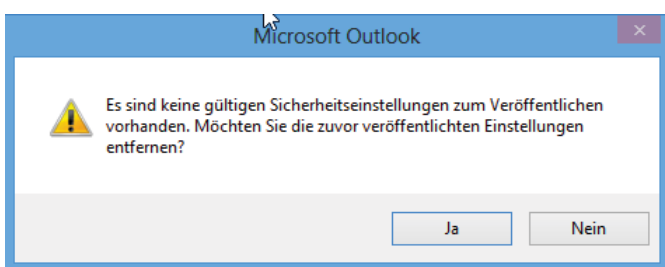 Microsoft Outlook
Es sind keine gültigen Sicherheitseinstellungen zum Veröffentlichen
vorhanden. Möchten Sie die zuvor veröffentlichten Einstellungen
entfernen?
Ja
Nein